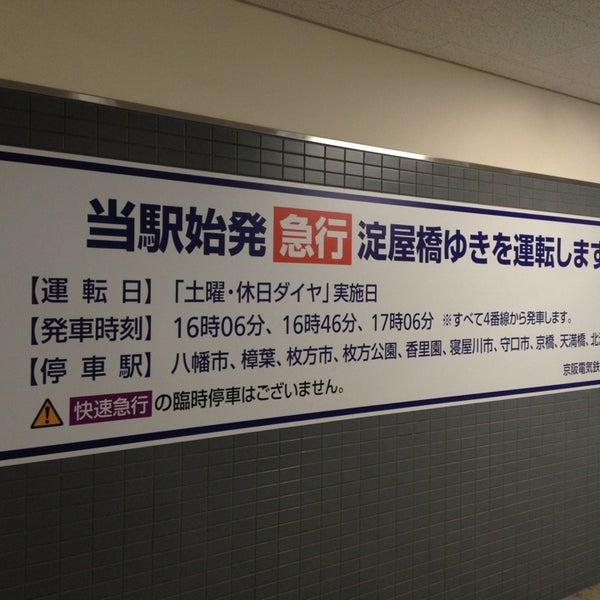 当駅始発 急行 淀屋橋ゆきを運転します
【運転日】「土曜・休日ダイヤ」実施日
【発車時刻】16時06分、16時46分、17時06分 ※すべて4番線から発車します。
【停車駅】八幡市、樟葉、枚方市、枚方公園、香里園、寝屋川市、守口市、京橋、天満橋、北
京阪電気鉄
快速急行 の臨時停車はございません。